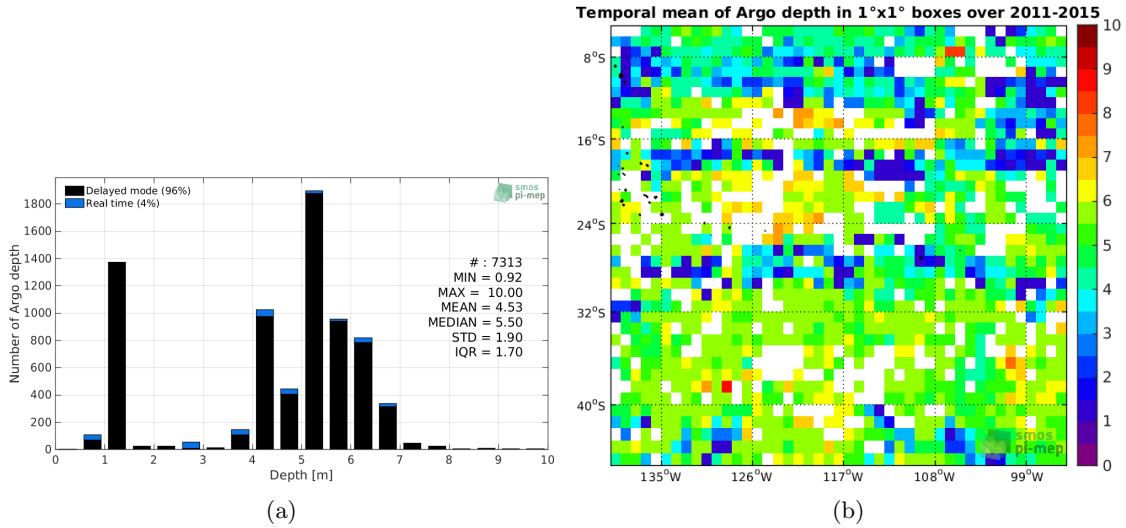 Temporal mean of Argo depth in 1°x1° boxes over 2011-2015
Delayed mode (96%)
Real time (4%)
smos
pi-mep
Number of Argo depth
1800
1600
1400
1200
1000
800
600
400
200
0
# : 7313
MIN = 0.92
MAX = 10.00
MEAN = 4.53
MEDIAN = 5.50
STD = 1.90
IQR = 1.70
0 1 2 3 4 5 6 7 8 9 10
Depth [m]
(a)
8°S
16°S
24°S
32°S
40°S
135°W 126°W 117°W 108°W 99°W
smos
pi-mep
10
9
8
7
6
5
4
3
2
1
0
(b)